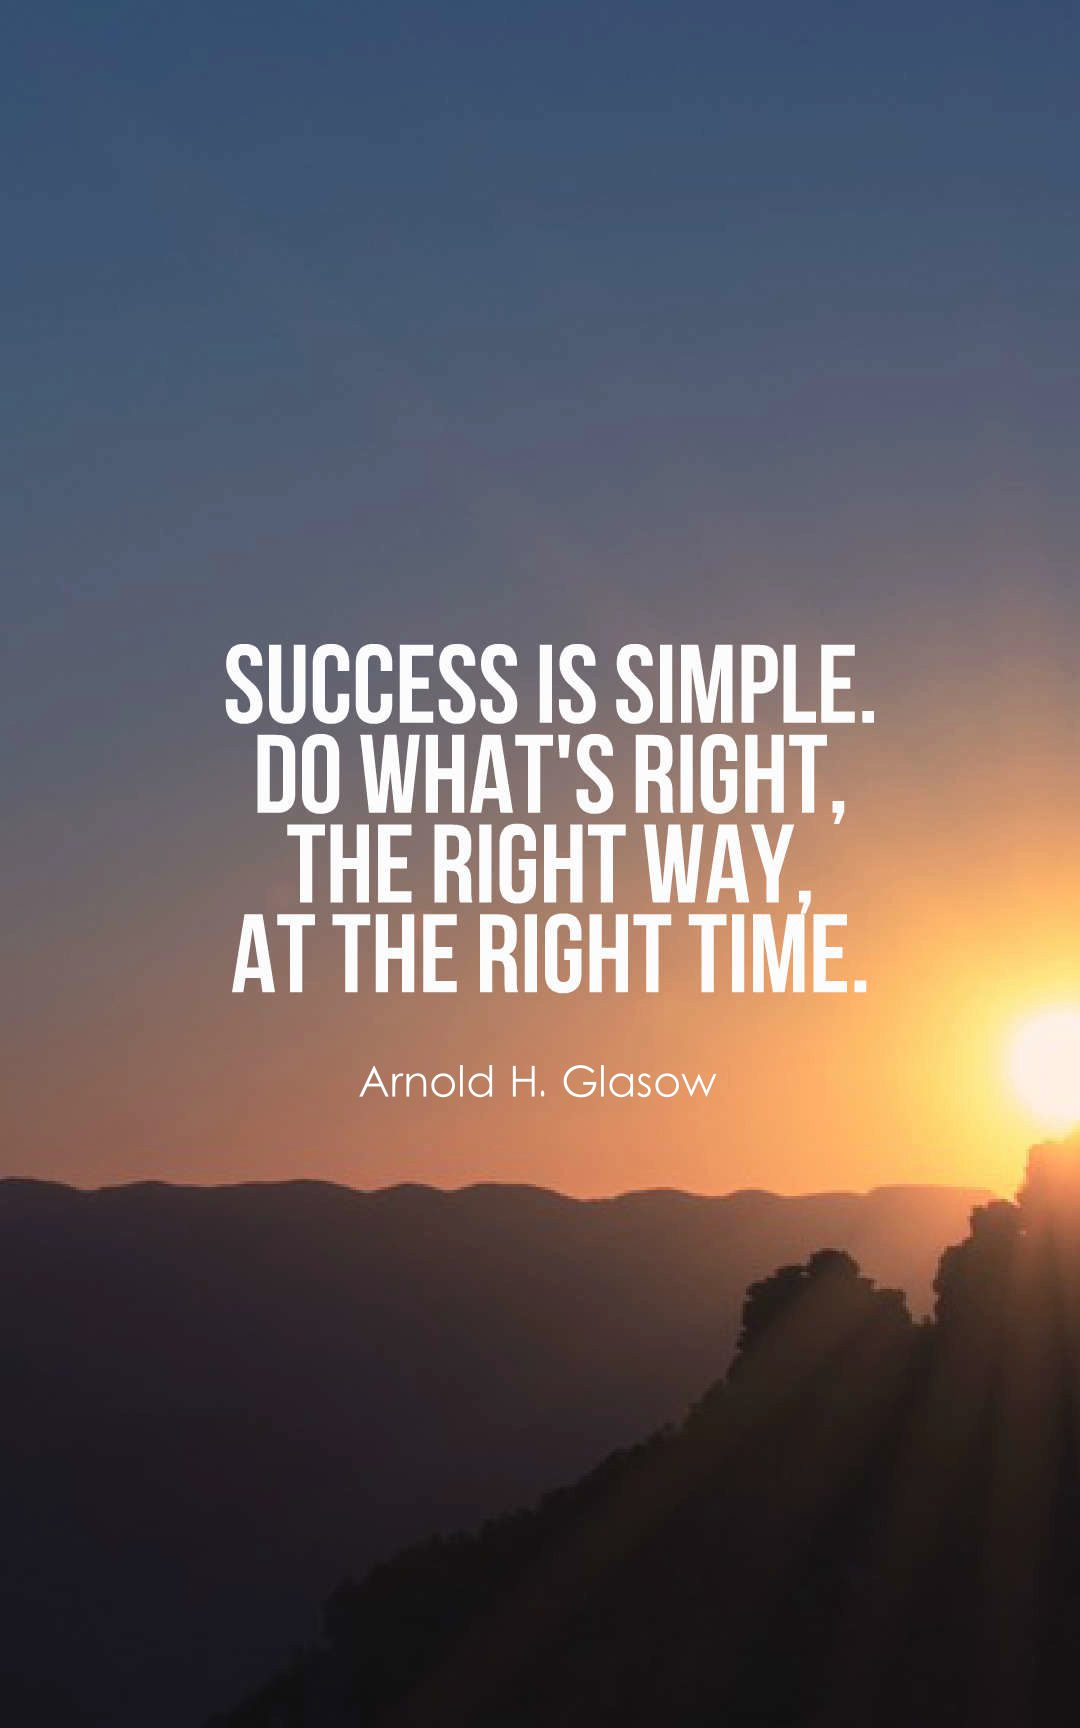 SUCCESS IS SIMPLE.
DO WHAT'S RIGHT,
THE RIGHT WAY,
AT THE RIGHT TIME.
Arnold H. Glasow